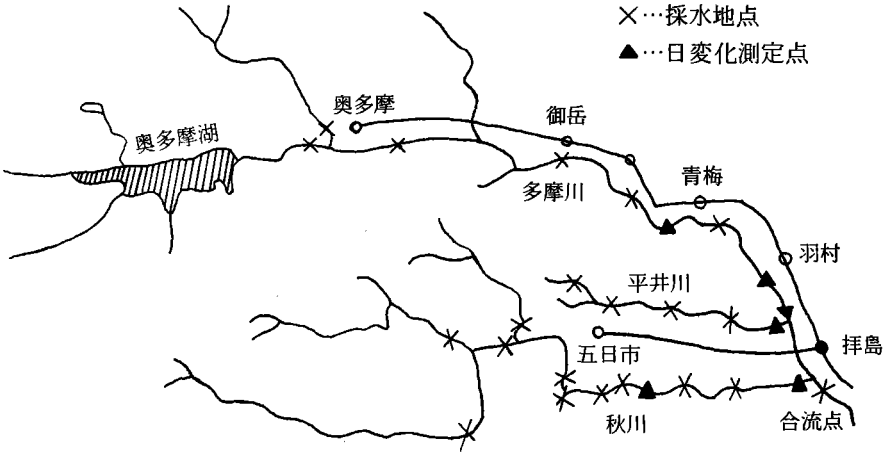 ×…採水地点
▲…日変化測定点
奥多摩
御岳
奥多摩湖
青梅
多摩川
羽村
平井川
五日市
拝島
秋川
合流点